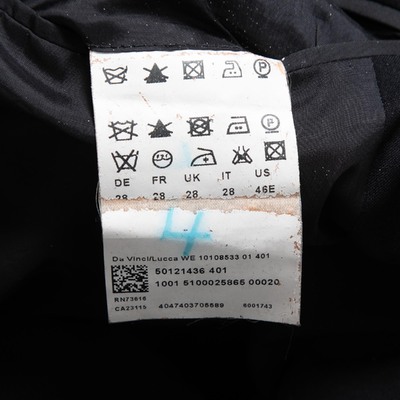 P
P
DE FR UK IT US
28 28 28 28 46E
4
Da Vinci/Lucca WE 10108533 01 401
50121436 401
1001 5100025865 00020
RN73616
CA23115 4047403706589 6001743